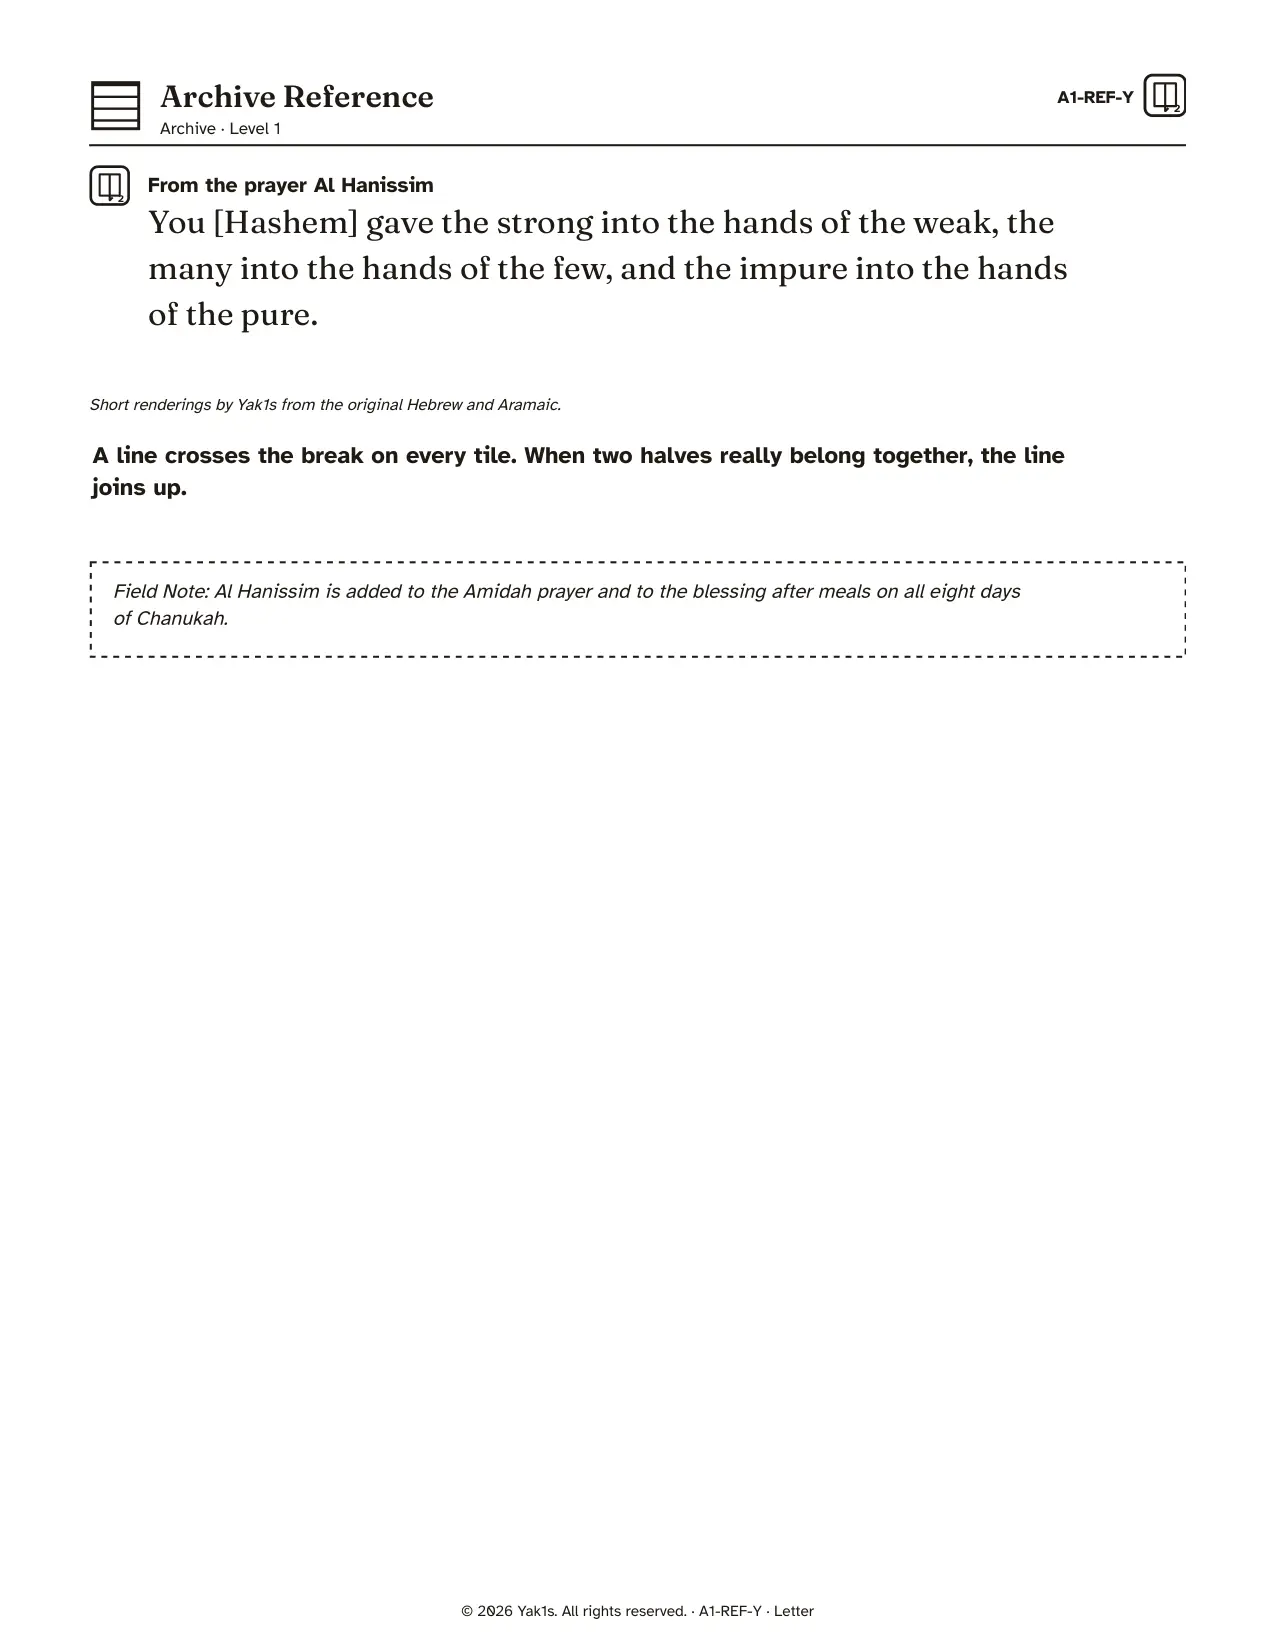 Archive Reference
Archive · Level 1
A1-REF-Y
2
2
From the prayer Al Hanissim
You [Hashem] gave the strong into the hands of the weak, the
many into the hands of the few, and the impure into the hands
of the pure.
Short renderings by Yak1s from the original Hebrew and Aramaic.
A line crosses the break on every tile. When two halves really belong together, the line
joins up.
Field Note: Al Hanissim is added to the Amidah prayer and to the blessing after meals on all eight days
of Chanukah.
© 2026 Yak1s. All rights reserved. · A1-REF-Y · Letter